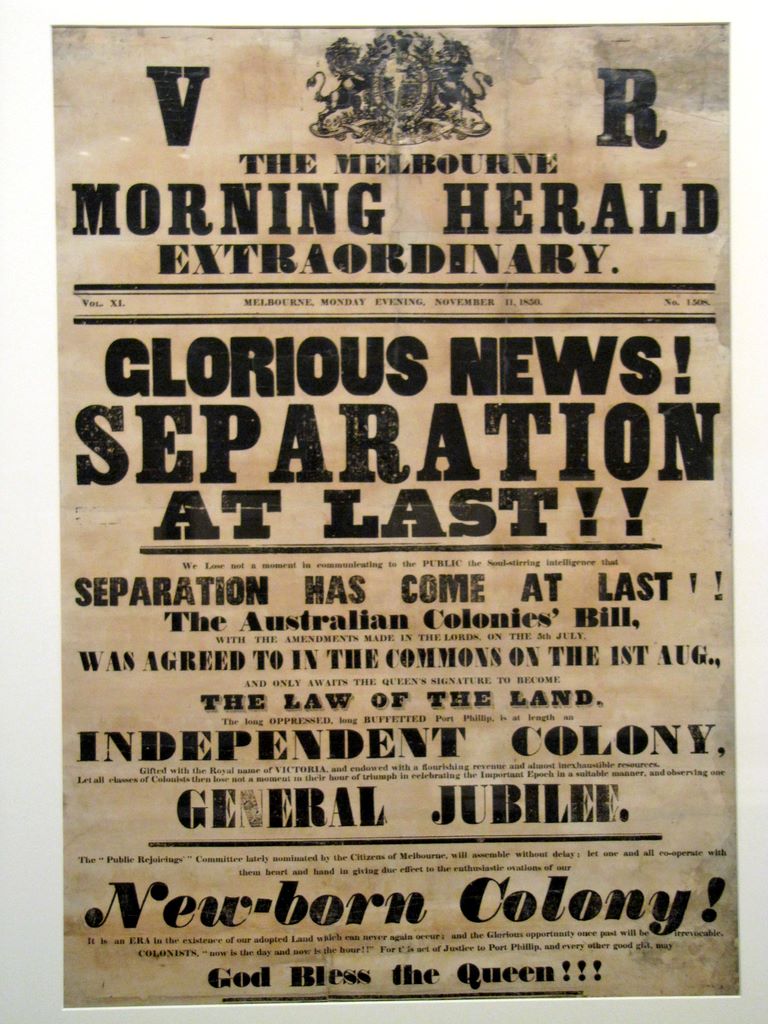 V R
THE MELBOURNE
MORNING HERALD
EXTRAORDINARY.
VOL. XI. MELBOURNE, MONDAY EVENING, NOVEMBER 11, 1850. No. 1508.
GLORIOUS NEWS!
SEPARATION
AT LAST!!
We Lose not a moment in communicating to the PUBLIC the Soul-stirring intelligence that
SEPARATION HAS COME AT LAST!!
The Australian Colonies' Bill,
WITH THE AMENDMENTS MADE IN THE LORDS, ON THE 5th JULY,
WAS AGREED TO IN THE COMMONS ON THE 1ST AUG.,
AND ONLY AWAITS THE QUEEN'S SIGNATURE TO BECOME
THE LAW OF THE LAND.
The long OPPRESSED, long BUFFETTED Port Phillip, is at length an
INDEPENDENT COLONY,
Gifted with the Royal name of VICTORIA, and endowed with a flourishing revenue and almost inexhaustible resources.
Let all classes of Colonists then lose not a moment in their hour of triumph in celebrating the Important Epoch in a suitable manner, and observing one
GENERAL JUBILEE.
The "Public Rejoicings'" Committee lately nominated by the Citizens of Melbourne, will assemble without delay; let one and all co-operate with
them heart and hand in giving due effect to the enthusiastic ovations of our
New-born Colony!
It is an ERA in the existence of our adopted Land which can never again occur; and the Glorious opportunity once past will be irrevocable.
COLONISTS, "now is the day and now is the hour!!" For this act of Justice to Port Phillip, and every other good gift, may
God Bless the Queen!!!